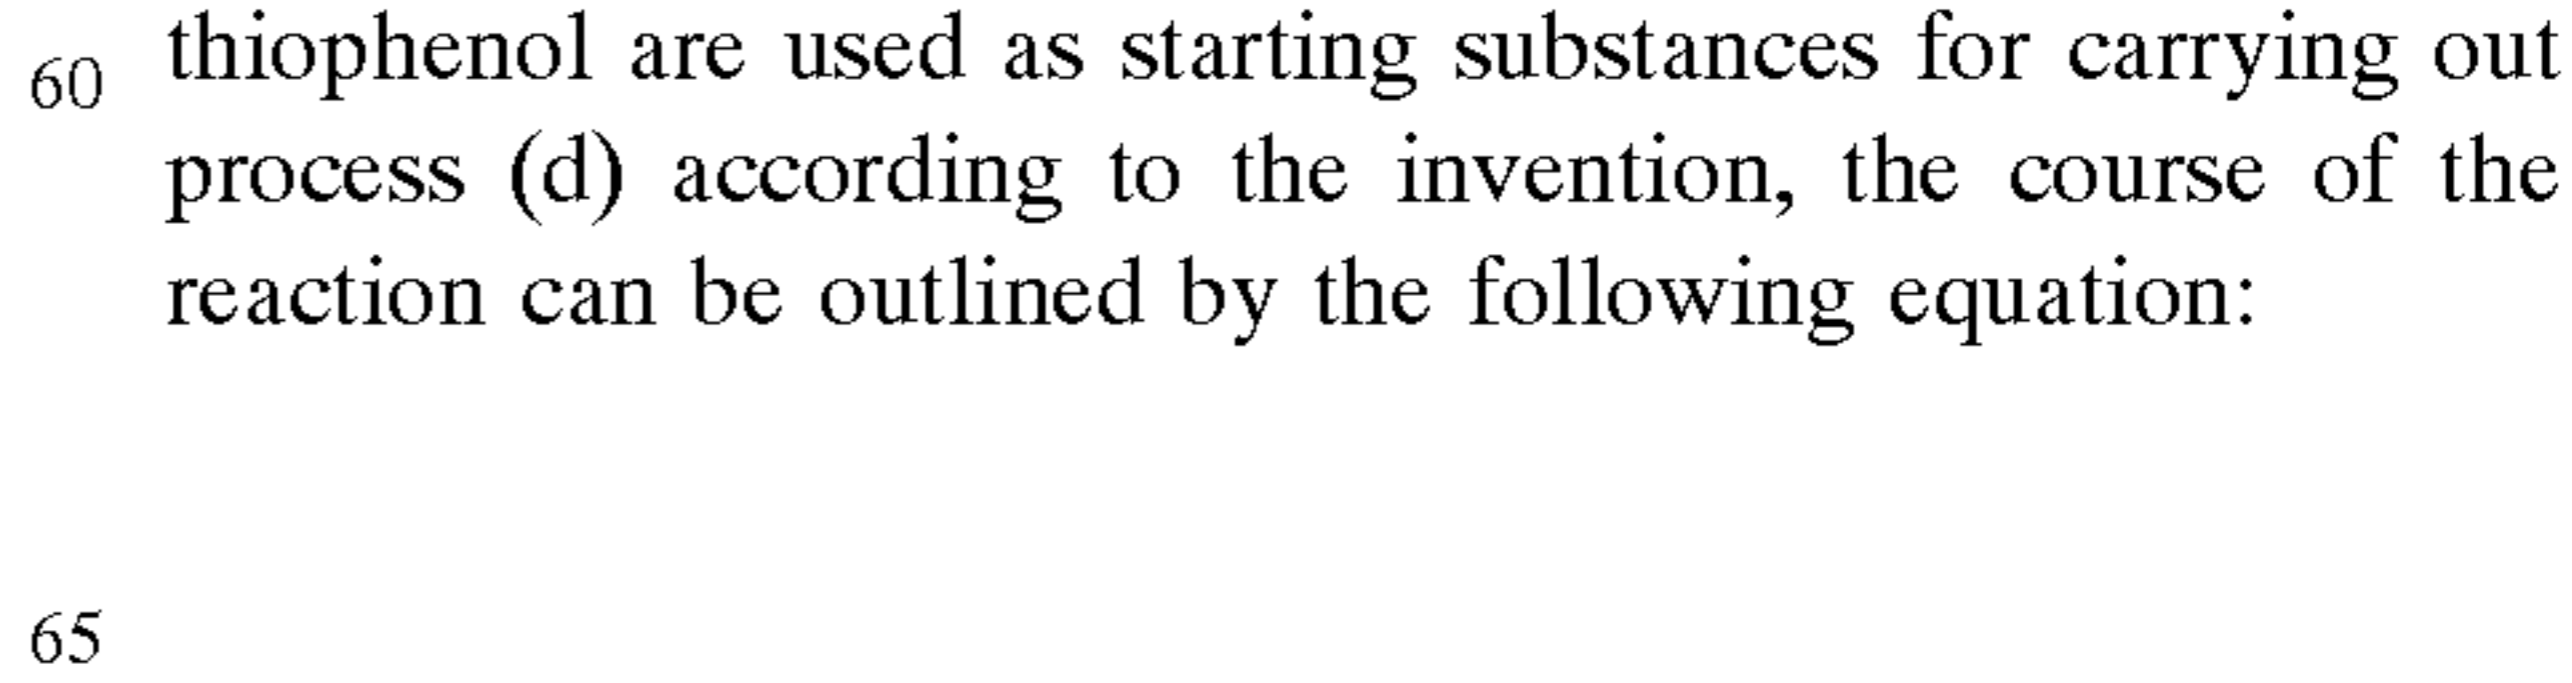 60 thiophenol are used as starting substances for carrying out
process (d) according to the invention, the course of the
reaction can be outlined by the following equation:
65